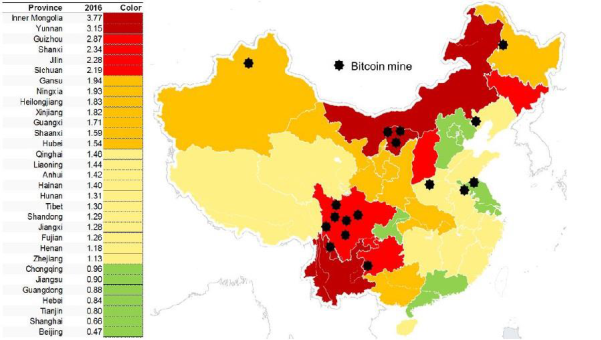 Province 2016 Color
Inner Mongolia 3.77
Yunnan 3.15
Guizhou 2.87
Shanxi 2.34
Jilin 2.28
Sichuan 2.19
Gansu 1.94
Ningxia 1.93
Heilongjiang 1.83
Xinjiang 1.82
Guangxi 1.71
Shaanxi 1.59
Hubei 1.54
Qinghai 1.46
Liaoning 1.44
Anhui 1.42
Hainan 1.40
Hunan 1.31
Tibet 1.30
Shandong 1.29
Jiangxi 1.28
Fujian 1.26
Henan 1.18
Zhejiang 1.13
Chongqing 0.96
Jiangsu 0.90
Guangdong 0.88
Hebei 0.84
Tianjin 0.80
Shanghai 0.66
Beijing 0.47
Bitcoin mine